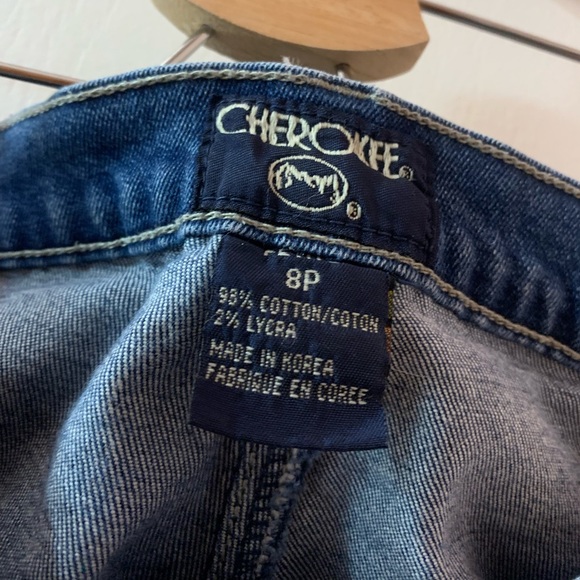 CHEROKEE®
®
8P
98% COTTON/COTON
2% LYCRA
MADE IN KOREA
FABRIQUE EN COREE